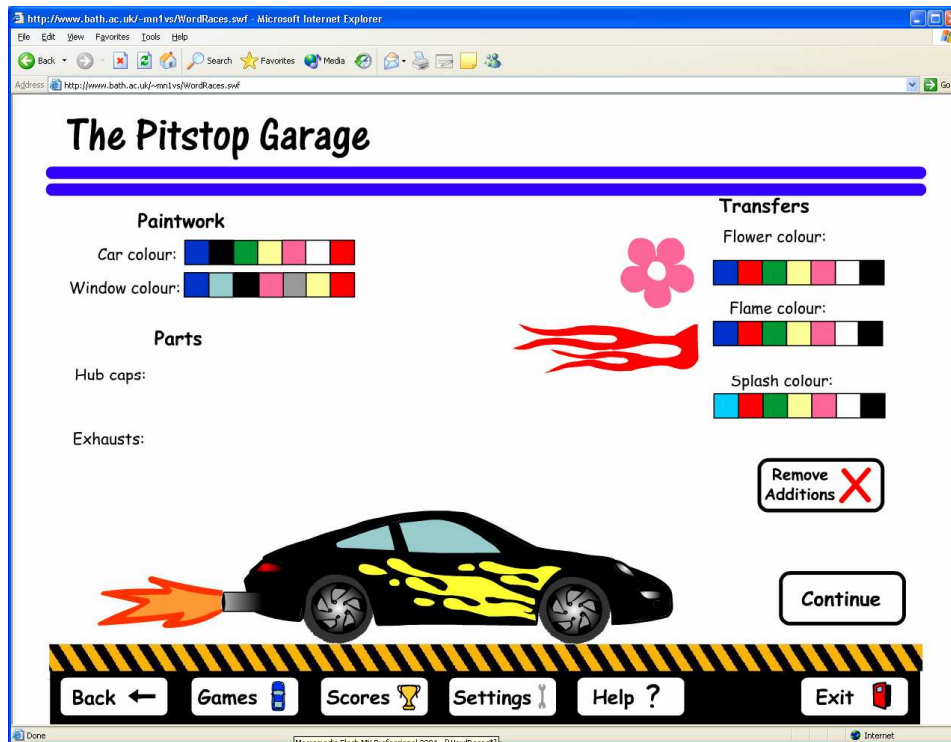 http://www.bath.ac.uk/~mn1vs/WordRaces.swf - Microsoft Internet Explorer
File Edit View Favorites Tools Help
Back Search Favorites Media
Address http://www.bath.ac.uk/~mn1vs/WordRaces.swf Go
The Pitstop Garage
Paintwork
Car colour:
Window colour:
Parts
Hub caps:
Exhausts:
Transfers
Flower colour:
Flame colour:
Splash colour:
Remove
Additions
Continue
Back Games Scores Settings Help ? Exit
Done Internet